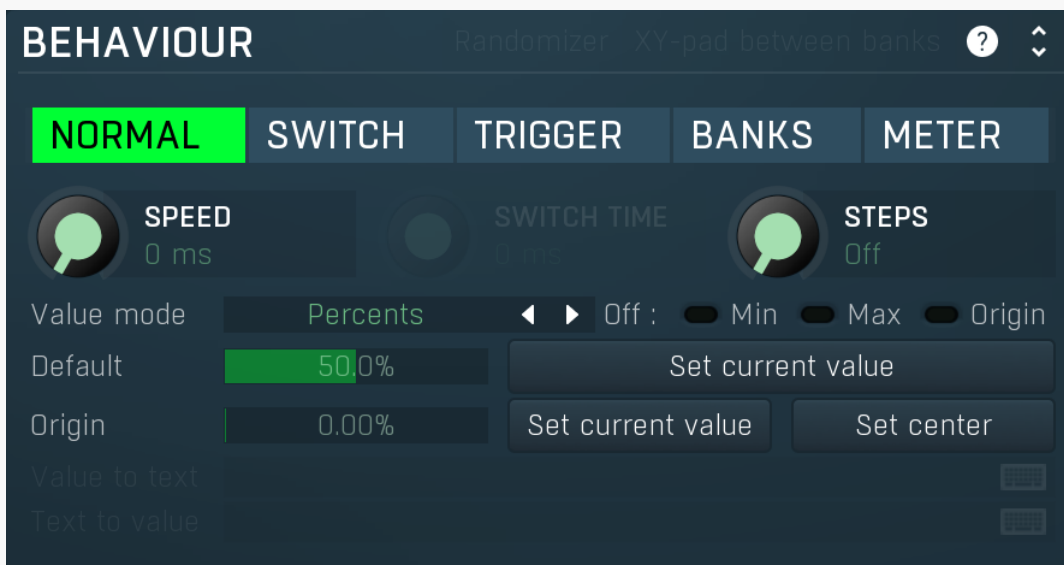 BEHAVIOUR Randomizer XY-pad between banks ?
NORMAL SWITCH TRIGGER BANKS METER
SPEED SWITCH TIME STEPS
0 ms 0 ms Off
Value mode Percents Off : Min Max Origin
Default 50.0% Set current value
Origin 0.00% Set current value Set center
Value to text
Text to value